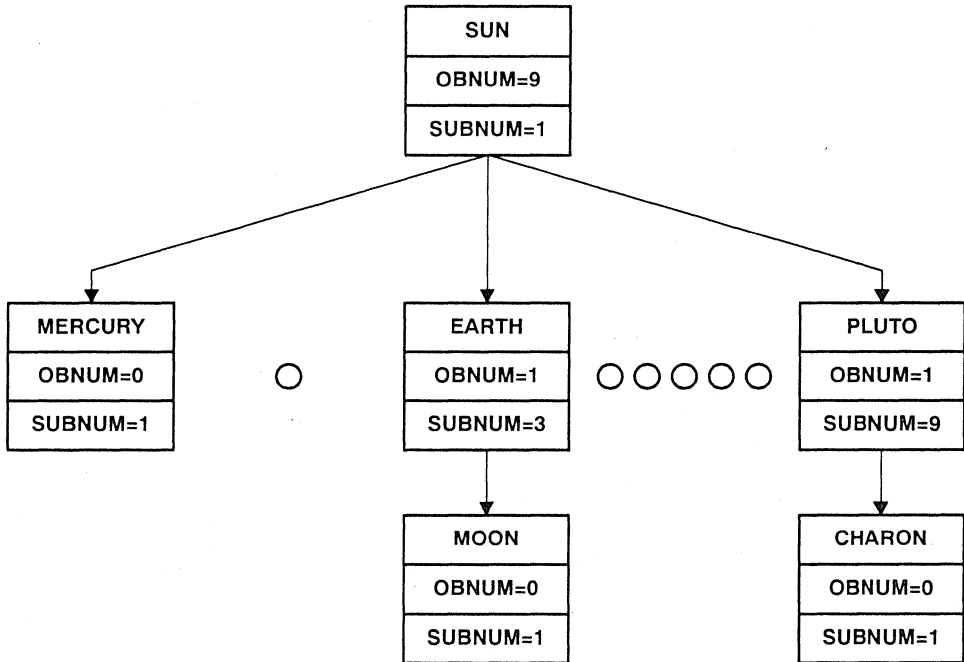 SUN
OBNUM=9
SUBNUM=1
MERCURY
OBNUM=0
SUBNUM=1
EARTH
OBNUM=1
SUBNUM=3
PLUTO
OBNUM=1
SUBNUM=9
MOON
OBNUM=0
SUBNUM=1
CHARON
OBNUM=0
SUBNUM=1